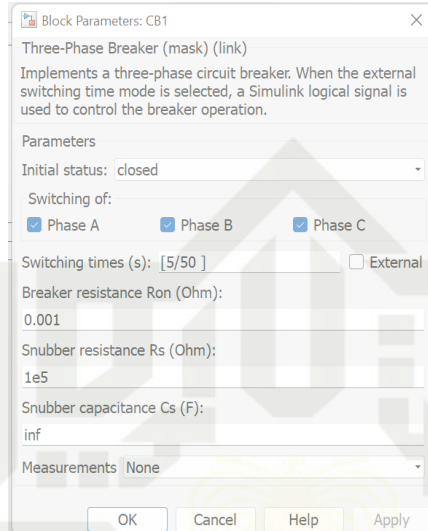 Block Parameters: CB1
Three-Phase Breaker (mask) (link)
Implements a three-phase circuit breaker. When the external
switching time mode is selected, a Simulink logical signal is
used to control the breaker operation.
Parameters
Initial status: closed
Switching of:
Phase A Phase B Phase C
Switching times (s): [5/50 ] External
Breaker resistance Ron (Ohm):
0.001
Snubber resistance Rs (Ohm):
1e5
Snubber capacitance Cs (F):
inf
Measurements None
OK Cancel Help Apply